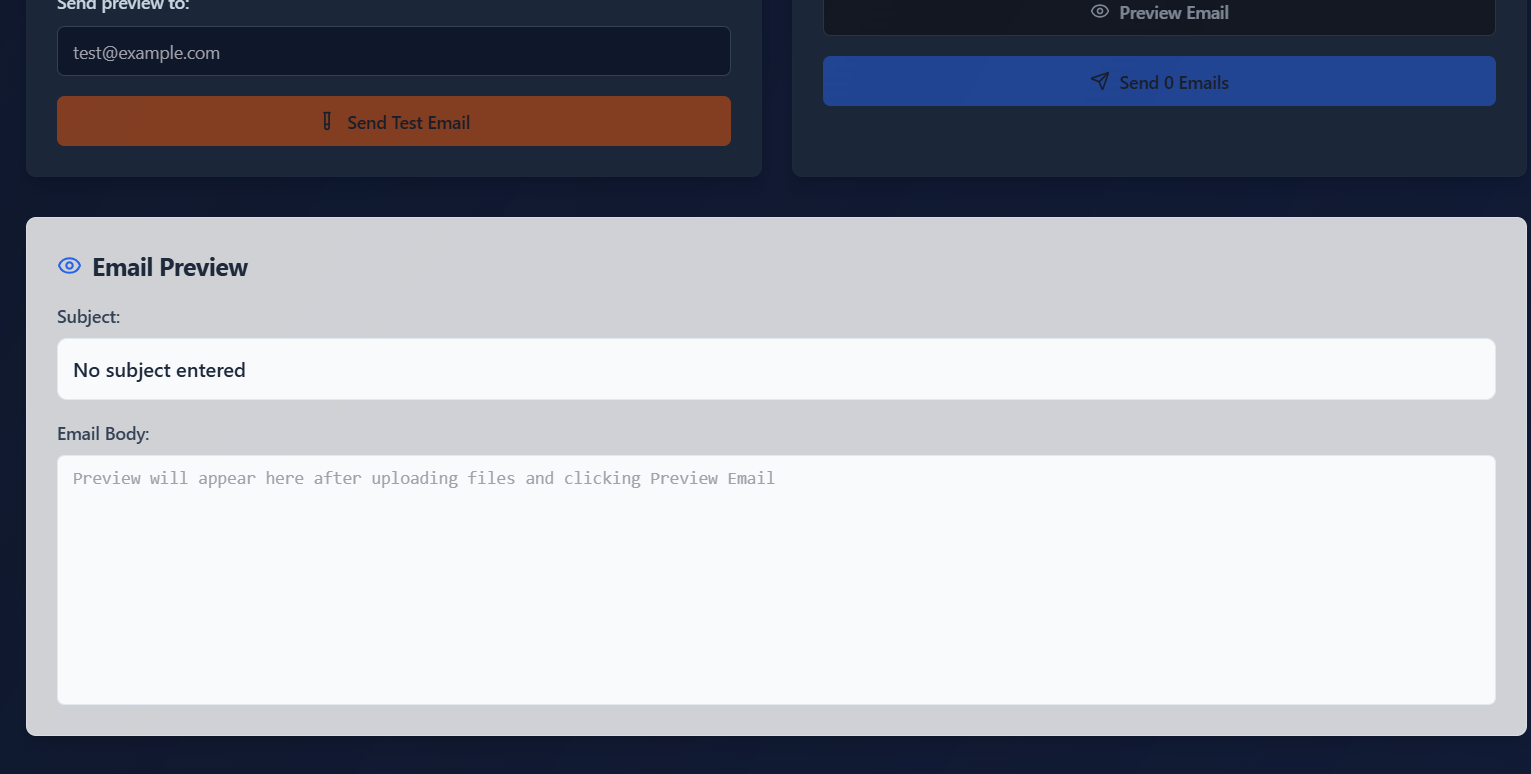 Send preview to:
test@example.com
Send Test Email
Preview Email
Send 0 Emails
Email Preview
Subject:
No subject entered
Email Body:
Preview will appear here after uploading files and clicking Preview Email